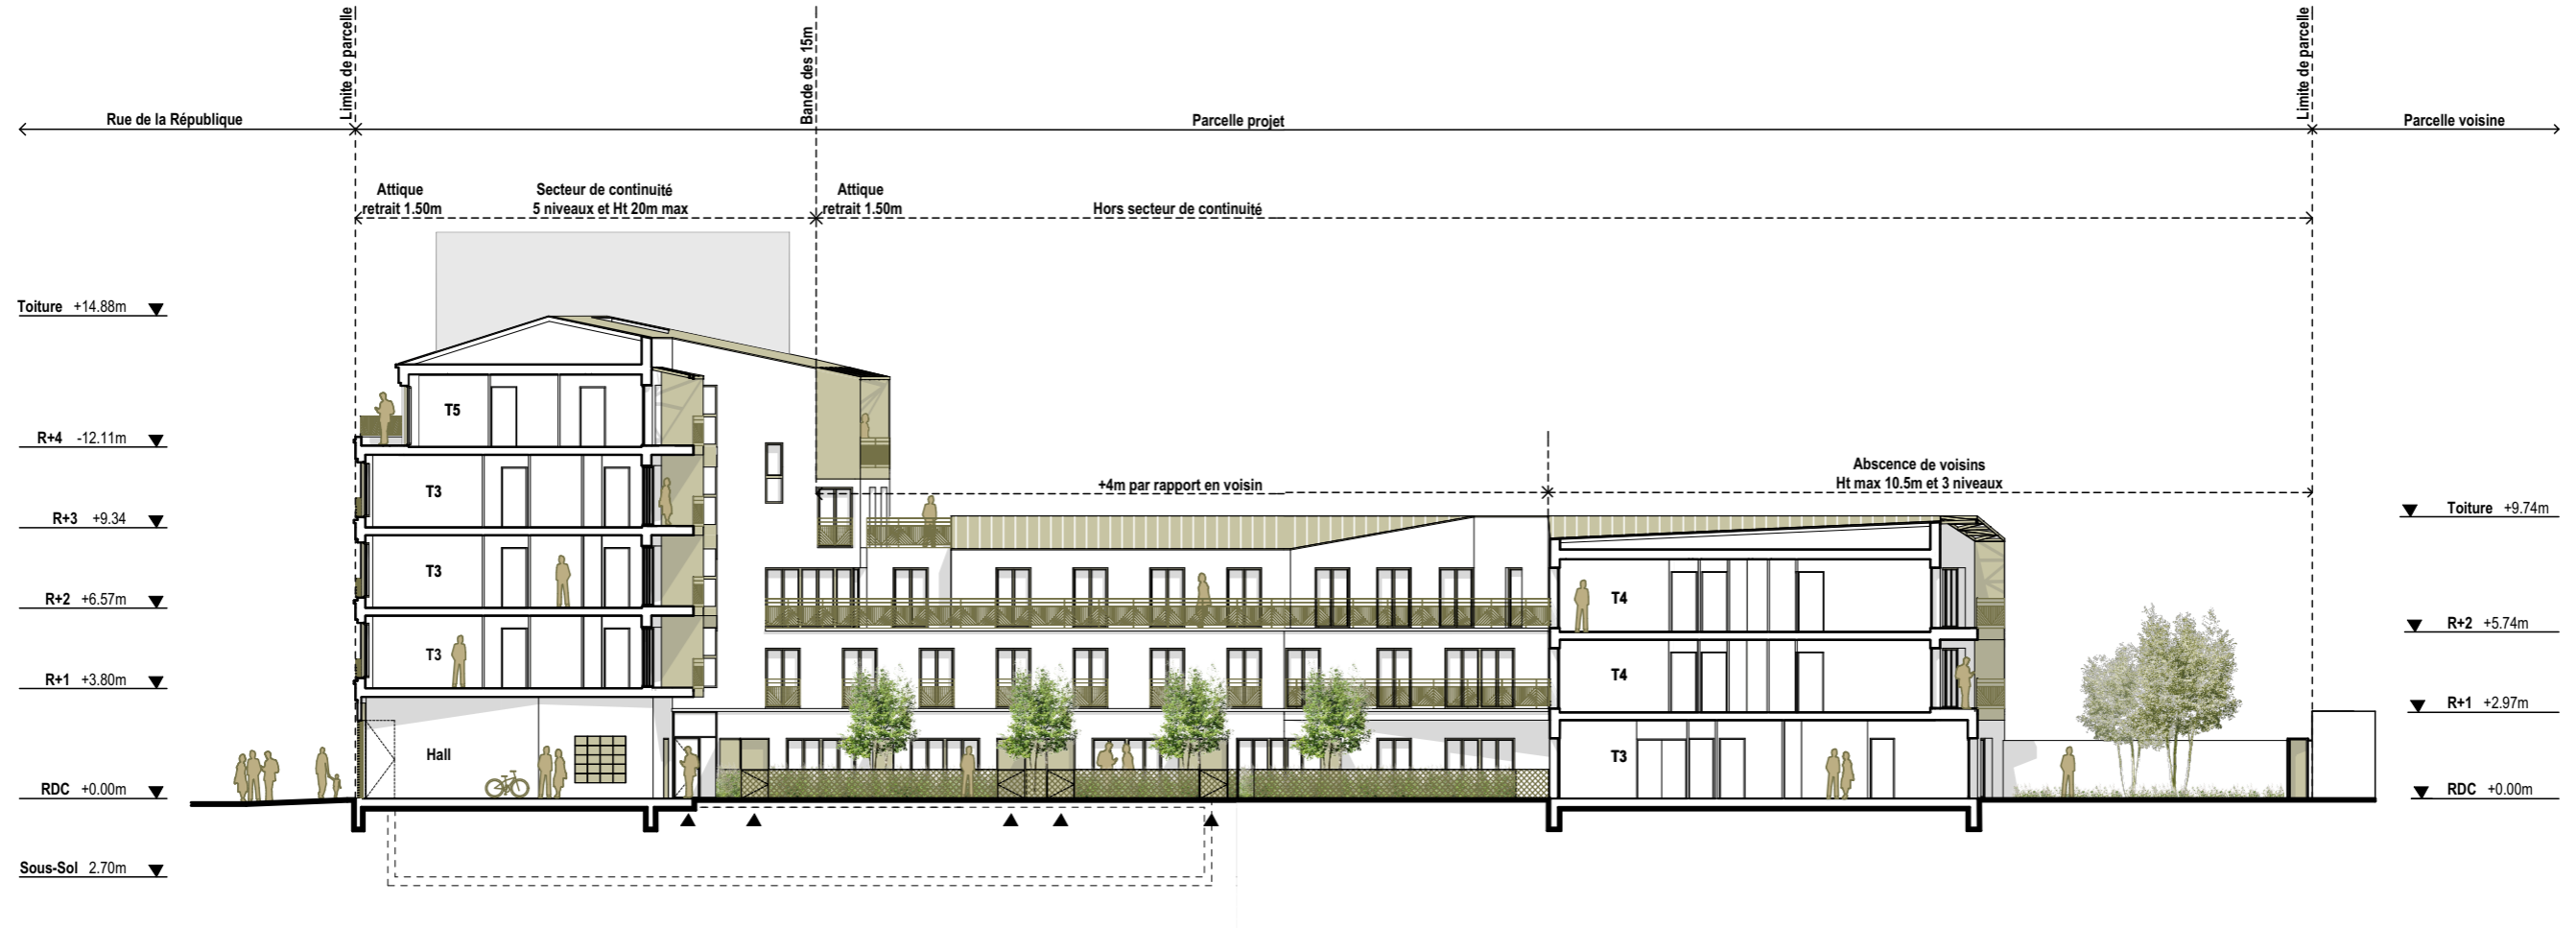 Limite de parcelle
Bande des 15m
Limite de parcelle
Rue de la République
Parcelle projet
Parcelle voisine
Attique
retrait 1.50m
Secteur de continuité
5 niveaux et Ht 20m max
Attique
retrait 1.50m
Hors secteur de continuité
Toiture +14.88m
T5
R+4 -12.11m
+4m par rapport en voisin
Abscence de voisins
Ht max 10.5m et 3 niveaux
T3
R+3 +9.34
Toiture +9.74m
T3
R+2 +6.57m
T4
R+2 +5.74m
T3
R+1 +3.80m
T4
R+1 +2.97m
Hall
T3
RDC +0.00m
RDC +0.00m
Sous-Sol 2.70m